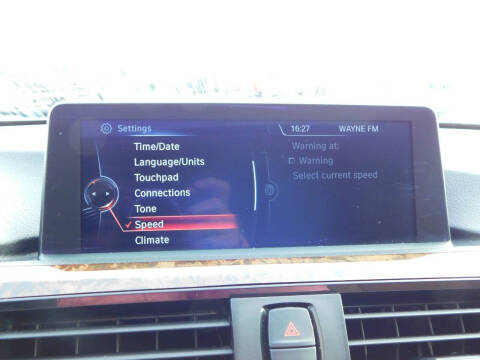 Settings
16:27 WAYNE FM
Time/Date
Language/Units
Touchpad
Connections
Tone
Speed
Climate
Warning at:
Warning
Select current speed